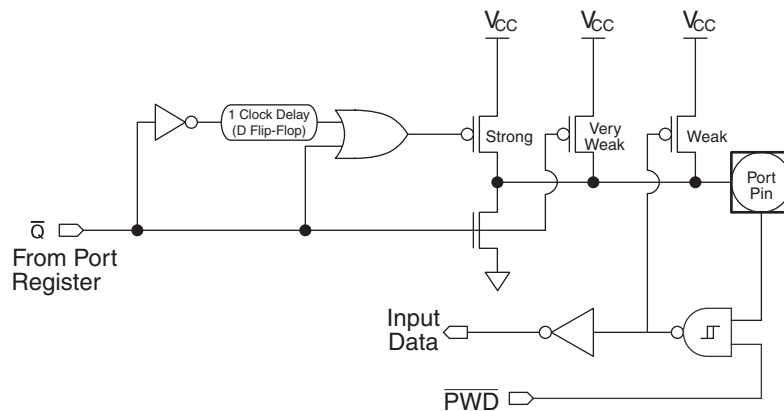 VCC
VCC
VCC
1 Clock Delay
(D Flip-Flop)
Strong
Very
Weak
Weak
Port
Pin
Q
From Port
Register
Input
Data
PWD